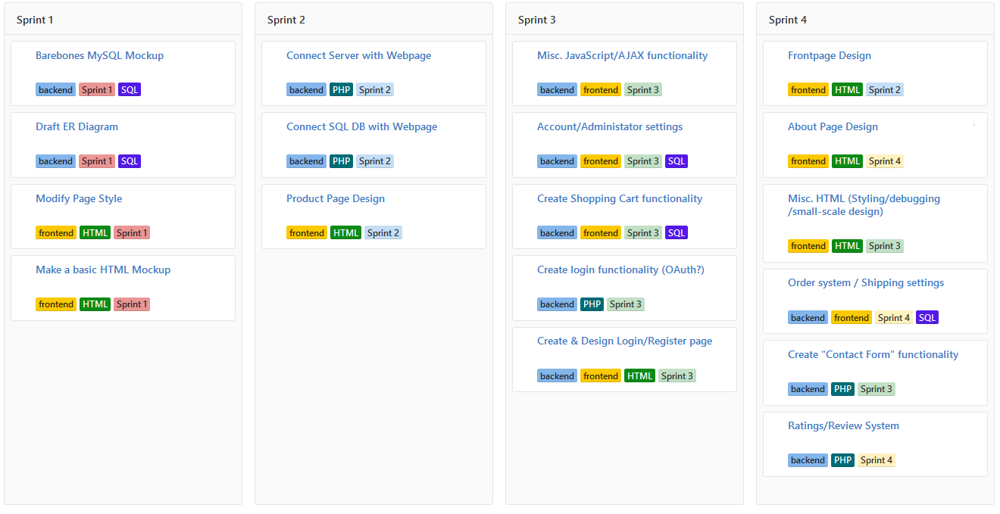 Sprint 1
Barebones MySQL Mockup
backend Sprint 1 SQL
Draft ER Diagram
backend Sprint 1 SQL
Modify Page Style
frontend HTML Sprint 1
Make a basic HTML Mockup
frontend HTML Sprint 1
Sprint 2
Connect Server with Webpage
backend PHP Sprint 2
Connect SQL DB with Webpage
backend PHP Sprint 2
Product Page Design
frontend HTML Sprint 2
Sprint 3
Misc. JavaScript/AJAX functionality
backend frontend Sprint 3
Account/Administator settings
backend frontend Sprint 3 SQL
Create Shopping Cart functionality
backend frontend Sprint 3 SQL
Create login functionality (OAuth?)
backend PHP Sprint 3
Create & Design Login/Register page
backend frontend HTML Sprint 3
Sprint 4
Frontpage Design
frontend HTML Sprint 2
About Page Design
frontend HTML Sprint 4
Misc. HTML (Styling/debugging
/small-scale design)
frontend HTML Sprint 3
Order system / Shipping settings
backend frontend Sprint 4 SQL
Create "Contact Form" functionality
backend PHP Sprint 3
Ratings/Review System
backend PHP Sprint 4